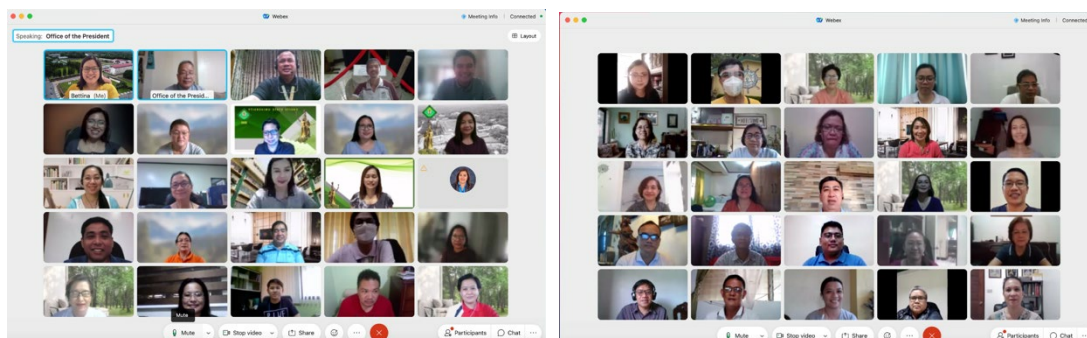 Webex
Meeting Info
Connected
Speaking: Office of the President
Layout
Bettina (Me)
Office of the Presid...
Mute
Mute
Stop video
Share
Participants
Chat
Webex
Meeting Info
Connected
Mute
Stop video
Share
Participants
Chat